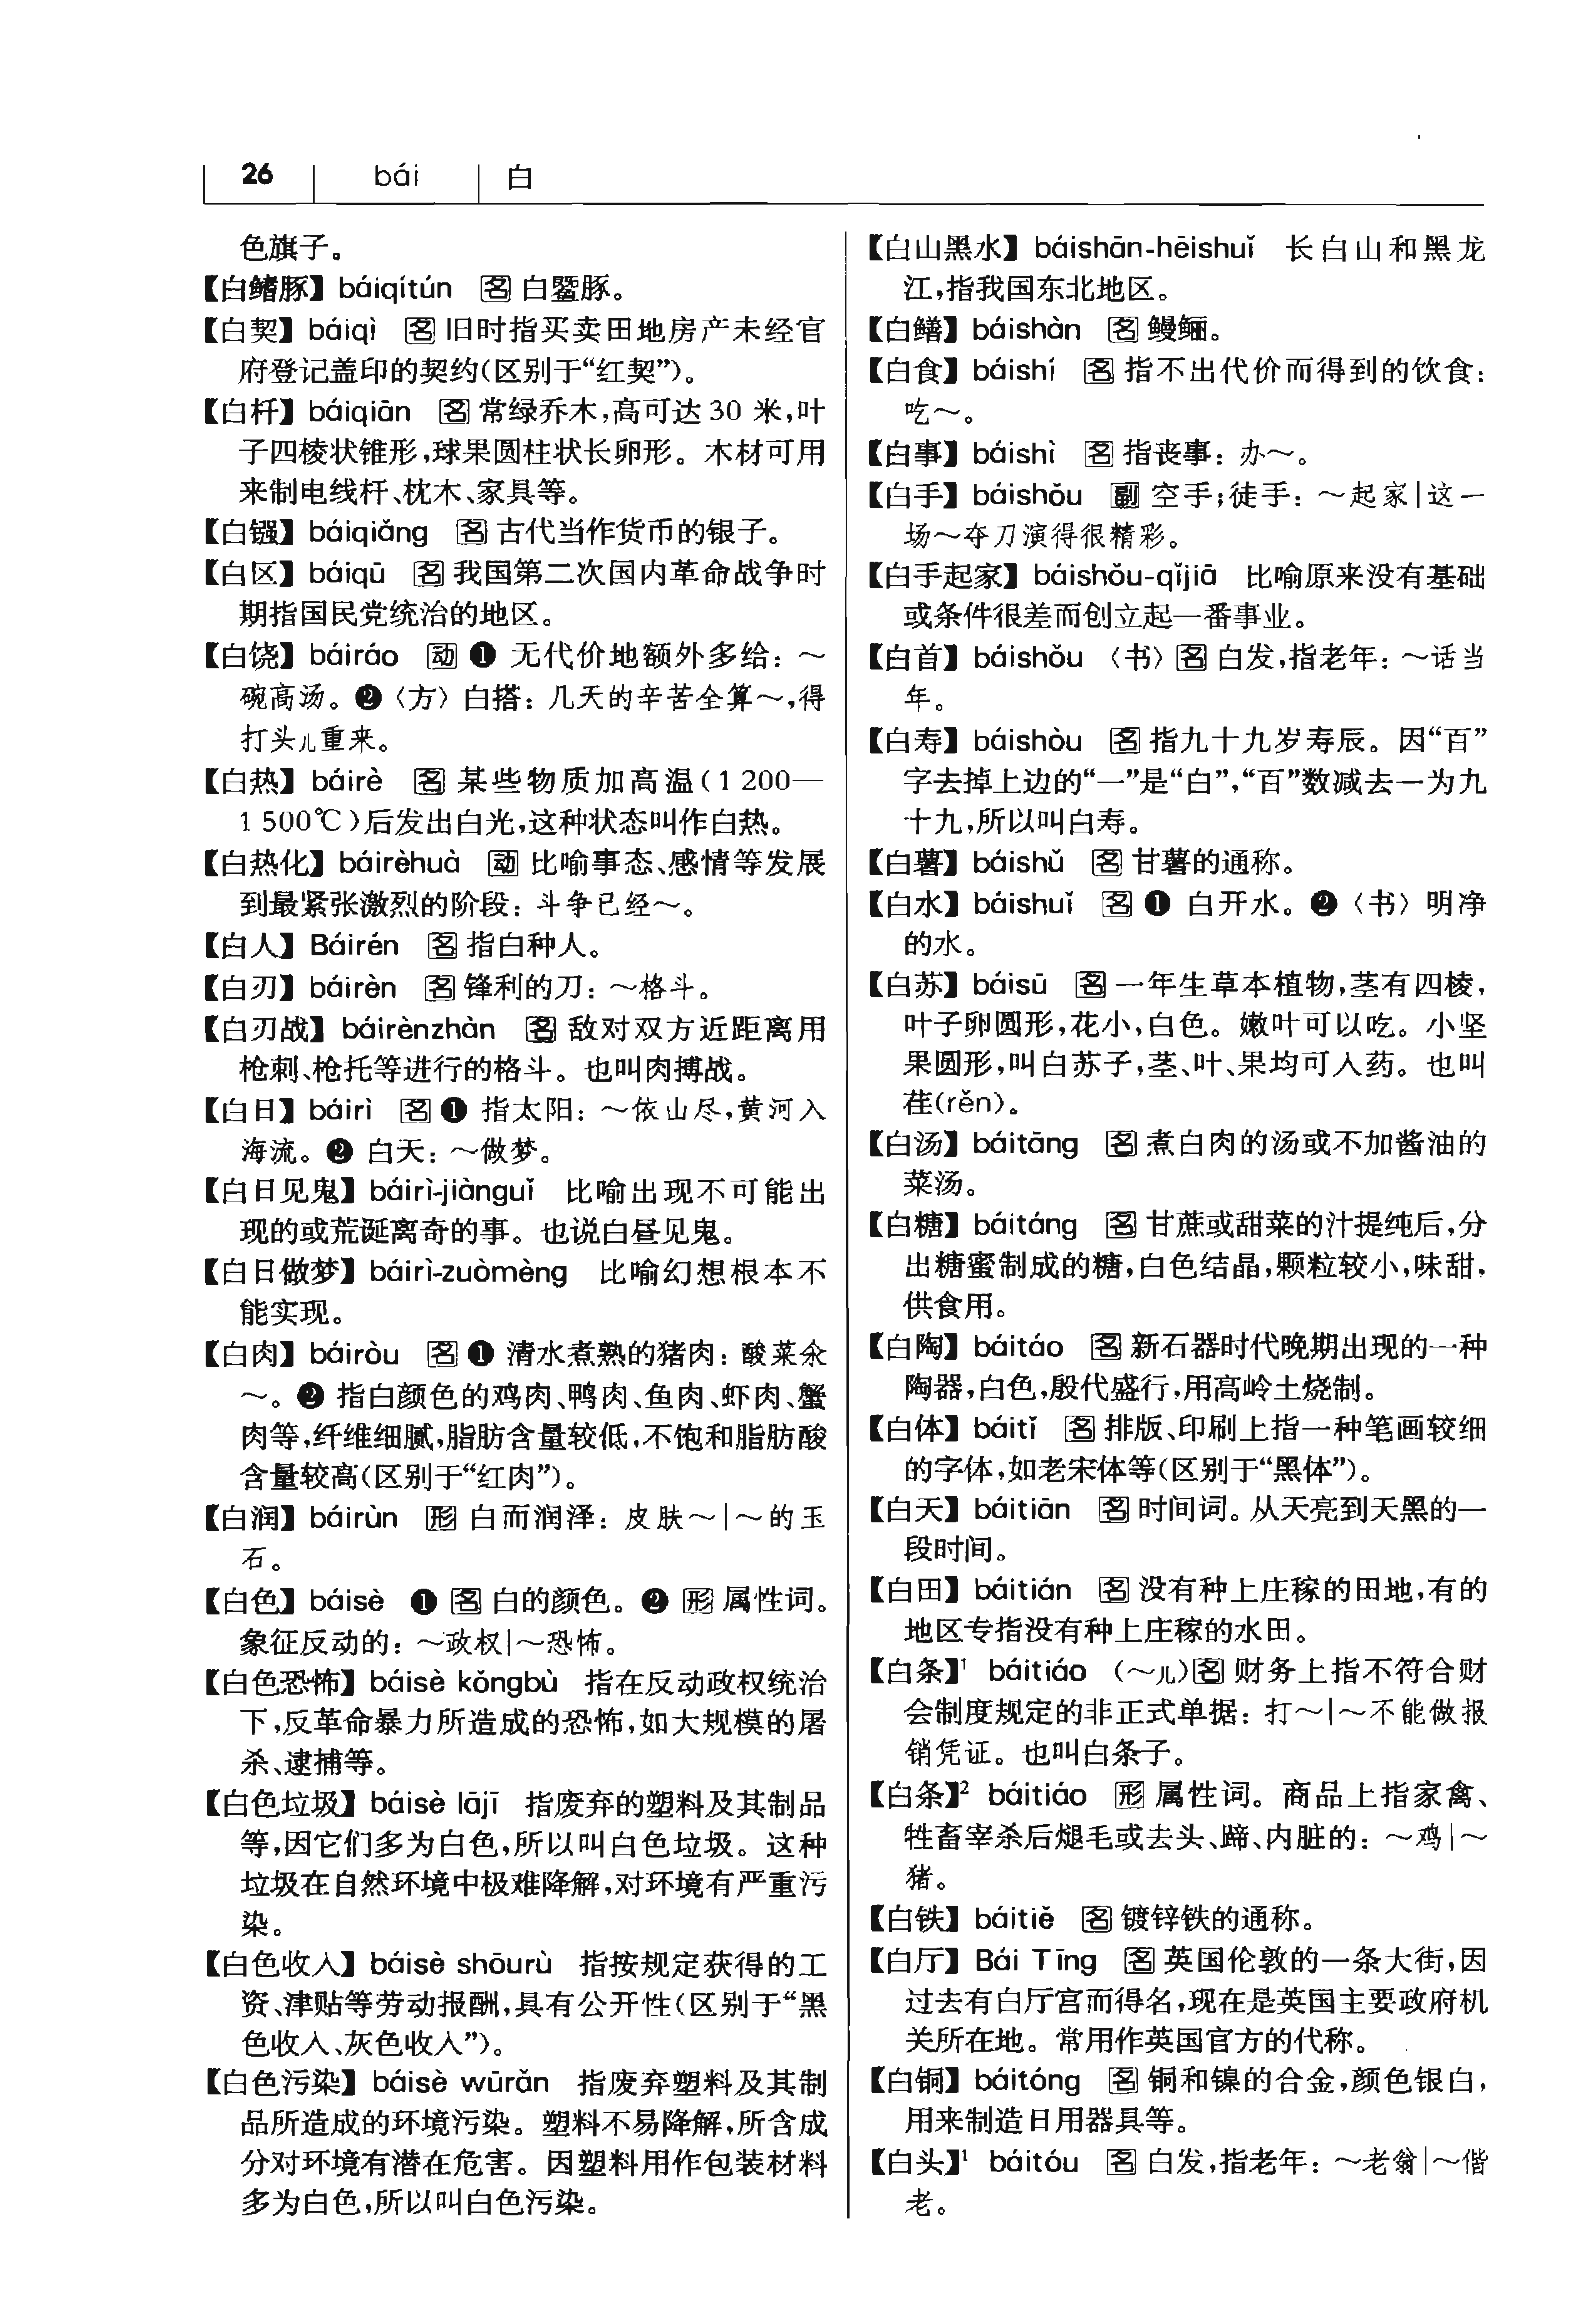 26 bái 白
色旗子。
【白鳍豚】báiqítún 名 白鱀豚。
【白契】báiqì 名 旧时指买卖田地房产未经官
府登记盖印的契约(区别于“红契”)。
【白杄】báiqiān 名 常绿乔木,高可达 30 米,叶
子四棱状锥形,球果圆柱状长卵形。木材可用
来制电线杆、枕木、家具等。
【白镪】báiqiǎng 名 古代当作货币的银子。
【白区】báiqū 名 我国第二次国内革命战争时
期指国民党统治的地区。
【白饶】báiráo 动 ❶ 无代价地额外多给：～
碗高汤。❷〈方〉白搭：几天的辛苦全算～,得
打头儿重来。
【白热】báirè 名 某些物质加高温(1 200—
1 500℃)后发出白光,这种状态叫作白热。
【白热化】báirèhuà 动 比喻事态、感情等发展
到最紧张激烈的阶段：斗争已经～。
【白人】Báirén 名 指白种人。
【白刃】báirèn 名 锋利的刀：～格斗。
【白刃战】báirènzhàn 名 敌对双方近距离用
枪刺、枪托等进行的格斗。也叫肉搏战。
【白日】báirì 名 ❶ 指太阳：～依山尽,黄河入
海流。❷ 白天：～做梦。
【白日见鬼】báirì-jiànguǐ 比喻出现不可能出
现的或荒诞离奇的事。也说白昼见鬼。
【白日做梦】báirì-zuòmèng 比喻幻想根本不
能实现。
【白肉】báiròu 名 ❶ 清水煮熟的猪肉：酸菜汆
～。❷ 指白颜色的鸡肉、鸭肉、鱼肉、虾肉、蟹
肉等,纤维细腻,脂肪含量较低,不饱和脂肪酸
含量较高(区别于“红肉”)。
【白润】báirùn 形 白而润泽：皮肤～|～的玉
石。
【白色】báisè ❶ 名 白的颜色。❷ 形 属性词。
象征反动的：～政权|～恐怖。
【白色恐怖】báisè kǒngbù 指在反动政权统治
下,反革命暴力所造成的恐怖,如大规模的屠
杀、逮捕等。
【白色垃圾】báisè lājī 指废弃的塑料及其制品
等,因它们多为白色,所以叫白色垃圾。这种
垃圾在自然环境中极难降解,对环境有严重污
染。
【白色收入】báisè shōurù 指按规定获得的工
资、津贴等劳动报酬,具有公开性(区别于“黑
色收入、灰色收入”)。
【白色污染】báisè wūrǎn 指废弃塑料及其制
品所造成的环境污染。塑料不易降解,所含成
分对环境有潜在危害。因塑料用作包装材料
多为白色,所以叫白色污染。
【白山黑水】báishān-hēishuǐ 长白山和黑龙
江,指我国东北地区。
【白鳝】báishàn 名 鳗鲡。
【白食】báishí 名 指不出代价而得到的饮食：
吃～。
【白事】báishì 名 指丧事：办～。
【白手】báishǒu 副 空手;徒手：～起家|这一
场～夺刀演得很精彩。
【白手起家】báishǒu-qǐjiā 比喻原来没有基础
或条件很差而创立起一番事业。
【白首】báishǒu〈书〉名 白发,指老年：～话当
年。
【白寿】báishòu 名 指九十九岁寿辰。因“百”
字去掉上边的“一”是“白”,“百”数减去一为九
十九,所以叫白寿。
【白薯】báishǔ 名 甘薯的通称。
【白水】báishuǐ 名 ❶ 白开水。❷〈书〉明净
的水。
【白苏】báisū 名 一年生草本植物,茎有四棱,
叶子卵圆形,花小,白色。嫩叶可以吃。小坚
果圆形,叫白苏子,茎、叶、果均可入药。也叫
荏(rěn)。
【白汤】báitāng 名 煮白肉的汤或不加酱油的
菜汤。
【白糖】báitáng 名 甘蔗或甜菜的汁提纯后,分
出糖蜜制成的糖,白色结晶,颗粒较小,味甜,
供食用。
【白陶】báitáo 名 新石器时代晚期出现的一种
陶器,白色,殷代盛行,用高岭土烧制。
【白体】báitǐ 名 排版、印刷上指一种笔画较细
的字体,如老宋体等(区别于“黑体”)。
【白天】báitiān 名 时间词。从天亮到天黑的一
段时间。
【白田】báitián 名 没有种上庄稼的田地,有的
地区专指没有种上庄稼的水田。
【白条】¹ báitiáo (～儿)名 财务上指不符合财
会制度规定的非正式单据：打～|～不能做报
销凭证。也叫白条子。
【白条】² báitiáo 形 属性词。商品上指家禽、
牲畜宰杀后煺毛或去头、蹄、内脏的：～鸡|～
猪。
【白铁】báitiě 名 镀锌铁的通称。
【白厅】Bái Tīng 名 英国伦敦的一条大街,因
过去有白厅宫而得名,现在是英国主要政府机
关所在地。常用作英国官方的代称。
【白铜】báitóng 名 铜和镍的合金,颜色银白,
用来制造日用器具等。
【白头】¹ báitóu 名 白发,指老年：～老翁|～偕
老。